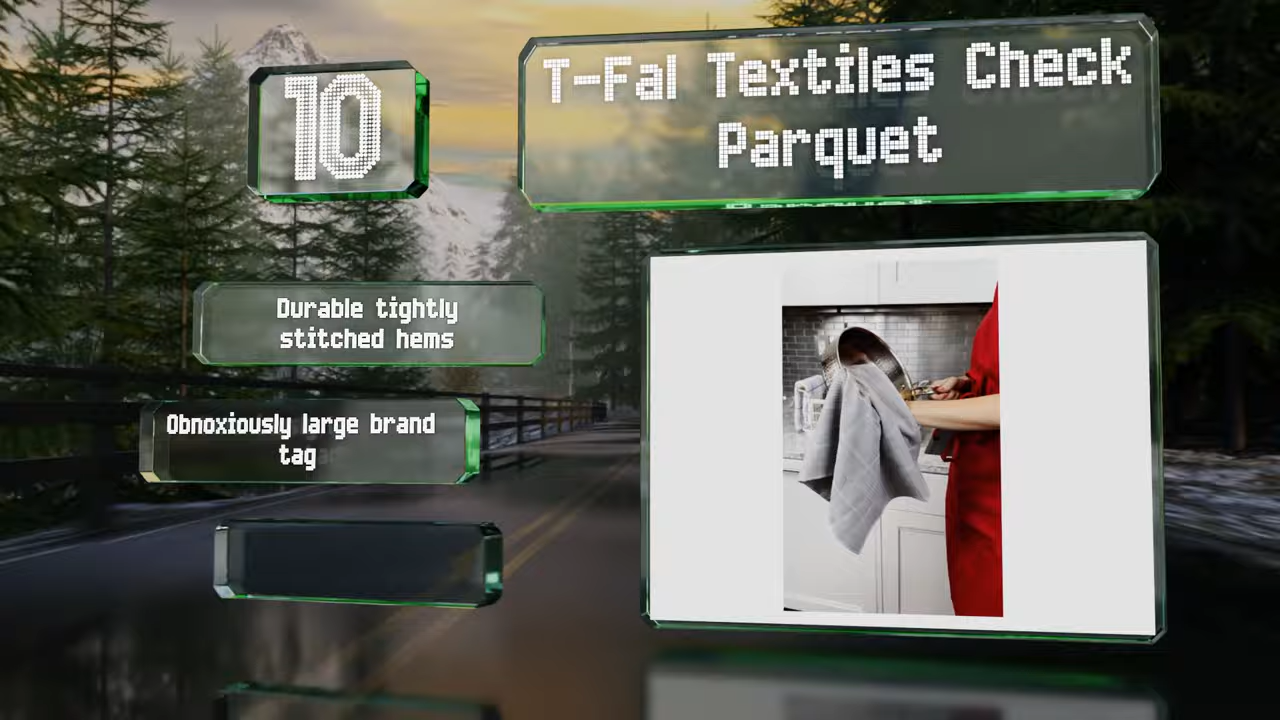 10
T-Fal Textiles Check
Parquet
Durable tightly
stitched hems
Obnoxiously large brand
tag